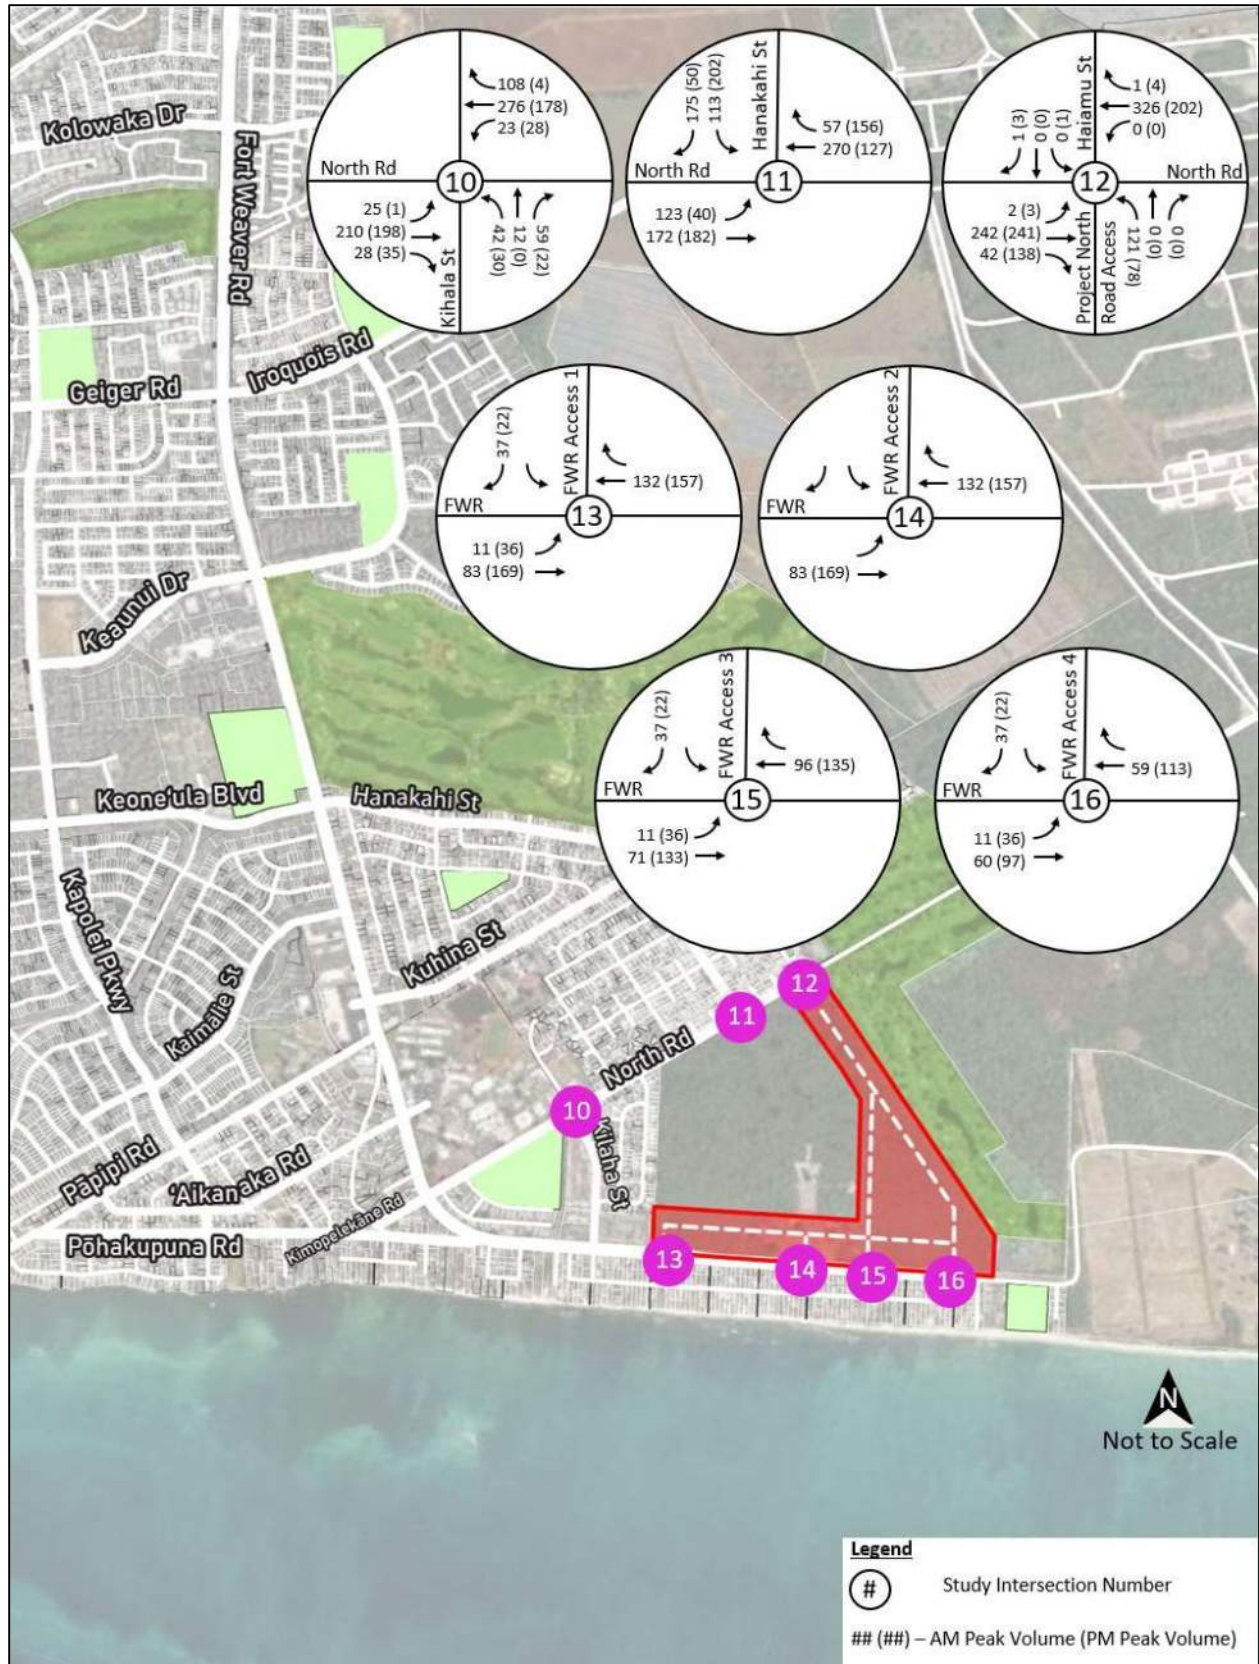 108 (4)
276 (178)
23 (28)
North Rd
10
25 (1)
210 (198)
28 (35)
42 (30)
12 (0)
59 (22)
Kihala St
175 (50)
113 (202)
Hanakahi St
57 (156)
270 (127)
North Rd
11
123 (40)
172 (182)
1 (3)
0 (0)
0 (1)
Haiamu St
1 (4)
326 (202)
0 (0)
North Rd
12
2 (3)
242 (241)
42 (138)
Project North
Road Access
121 (78)
0 (0)
0 (0)
37 (22)
FWR Access 1
132 (157)
FWR
13
11 (36)
83 (169)
FWR Access 2
132 (157)
FWR
14
83 (169)
37 (22)
FWR Access 3
96 (135)
FWR
15
11 (36)
71 (133)
37 (22)
FWR Access 4
59 (113)
FWR
16
11 (36)
60 (97)
Kolowaka Dr
Fort Weaver Rd
Iroquois Rd
Geiger Rd
Keaunui Dr
Keone'ula Blvd
Hanakahi St
Kapolei Pkwy
Kaimalie St
Kuhina St
North Rd
Kilaha St
Pāpipi Rd
'Aikanaka Rd
Kimopelekāne Rd
Pōhakupuna Rd
10
11
12
13
14
15
16
N
Not to Scale
Legend
# Study Intersection Number
## (##) – AM Peak Volume (PM Peak Volume)